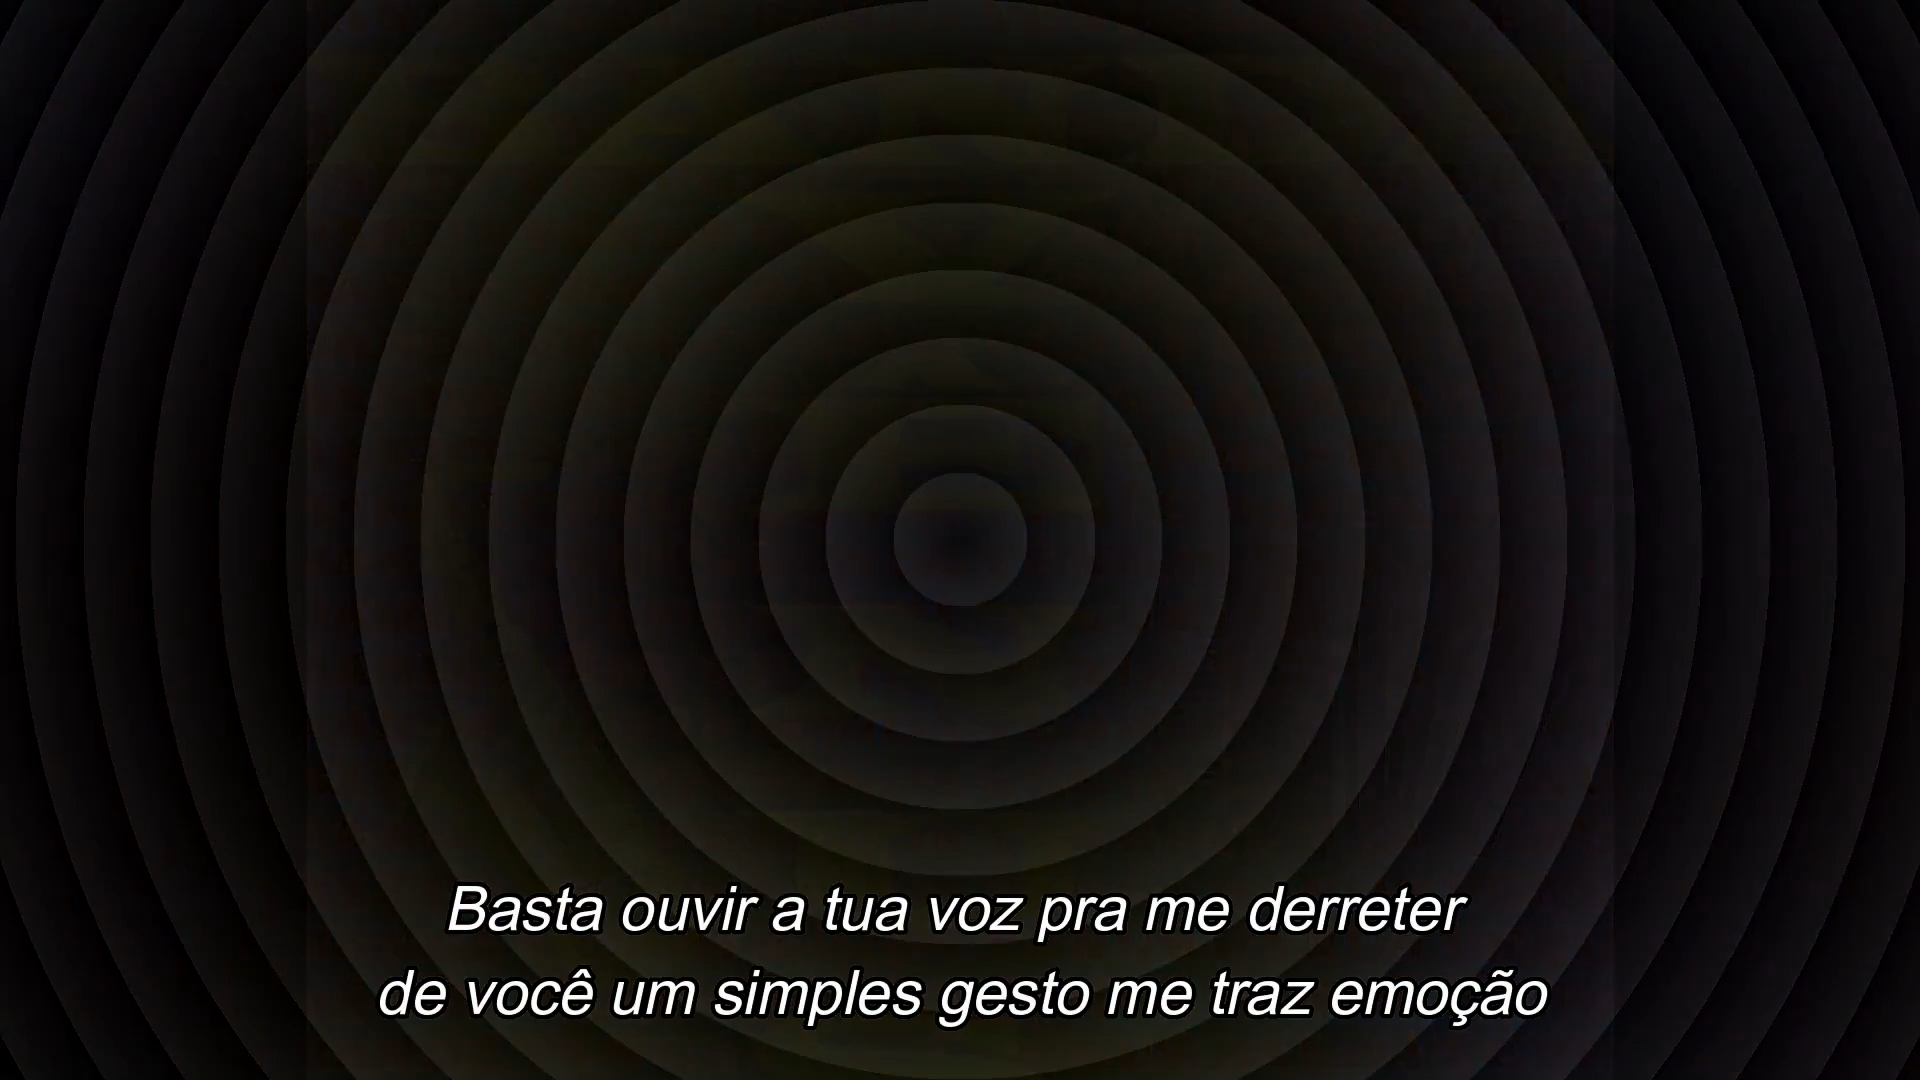 Basta ouvir a tua voz pra me derreter
de você um simples gesto me traz emoção